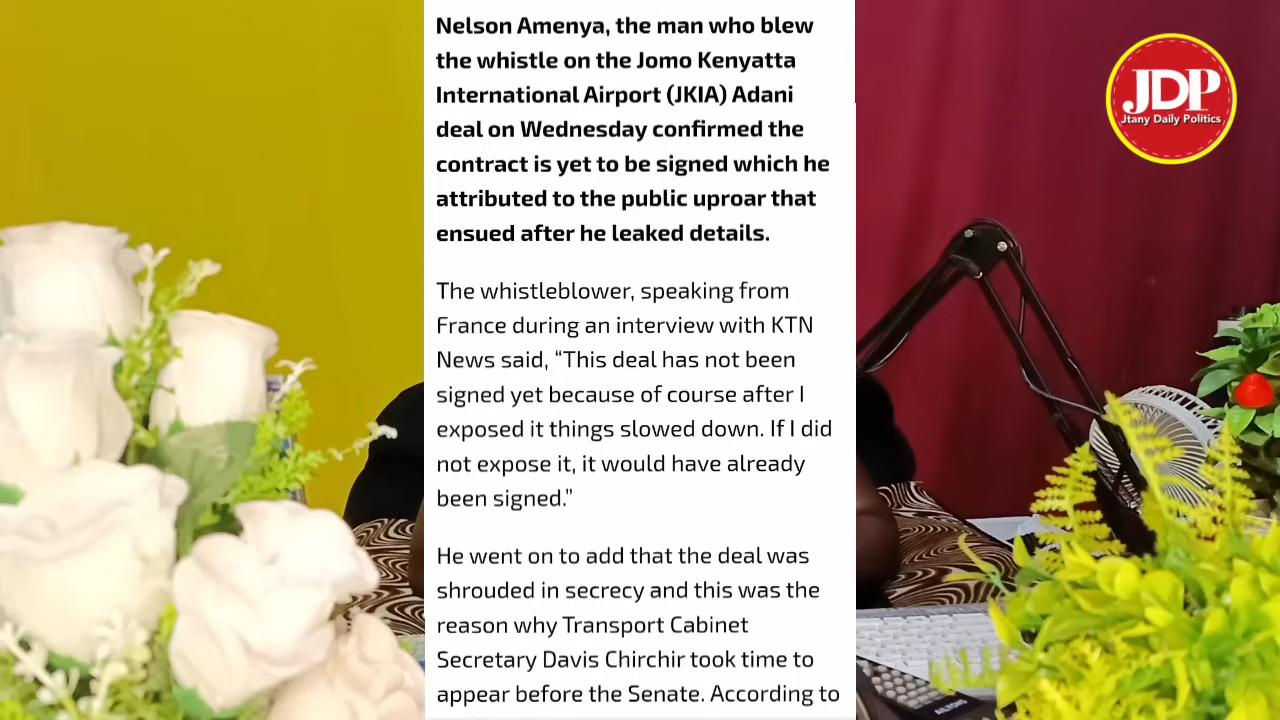 Nelson Amenya, the man who blew
the whistle on the Jomo Kenyatta
International Airport (JKIA) Adani
deal on Wednesday confirmed the
contract is yet to be signed which he
attributed to the public uproar that
ensued after he leaked details.
The whistleblower, speaking from
France during an interview with KTN
News said, “This deal has not been
signed yet because of course after I
exposed it things slowed down. If I did
not expose it, it would have already
been signed.”
He went on to add that the deal was
shrouded in secrecy and this was the
reason why Transport Cabinet
Secretary Davis Chirchir took time to
appear before the Senate. According to
JDP
Jtany Daily Politics